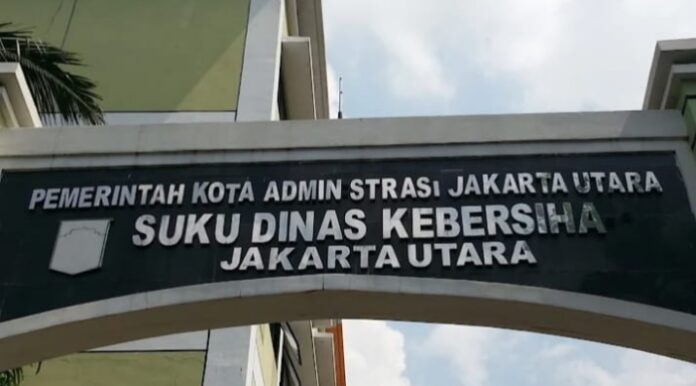 PEMERINTAH KOTA ADMIN STRASI JAKARTA UTARA
SUKU DINAS KEBERSIHA
JAKARTA UTARA